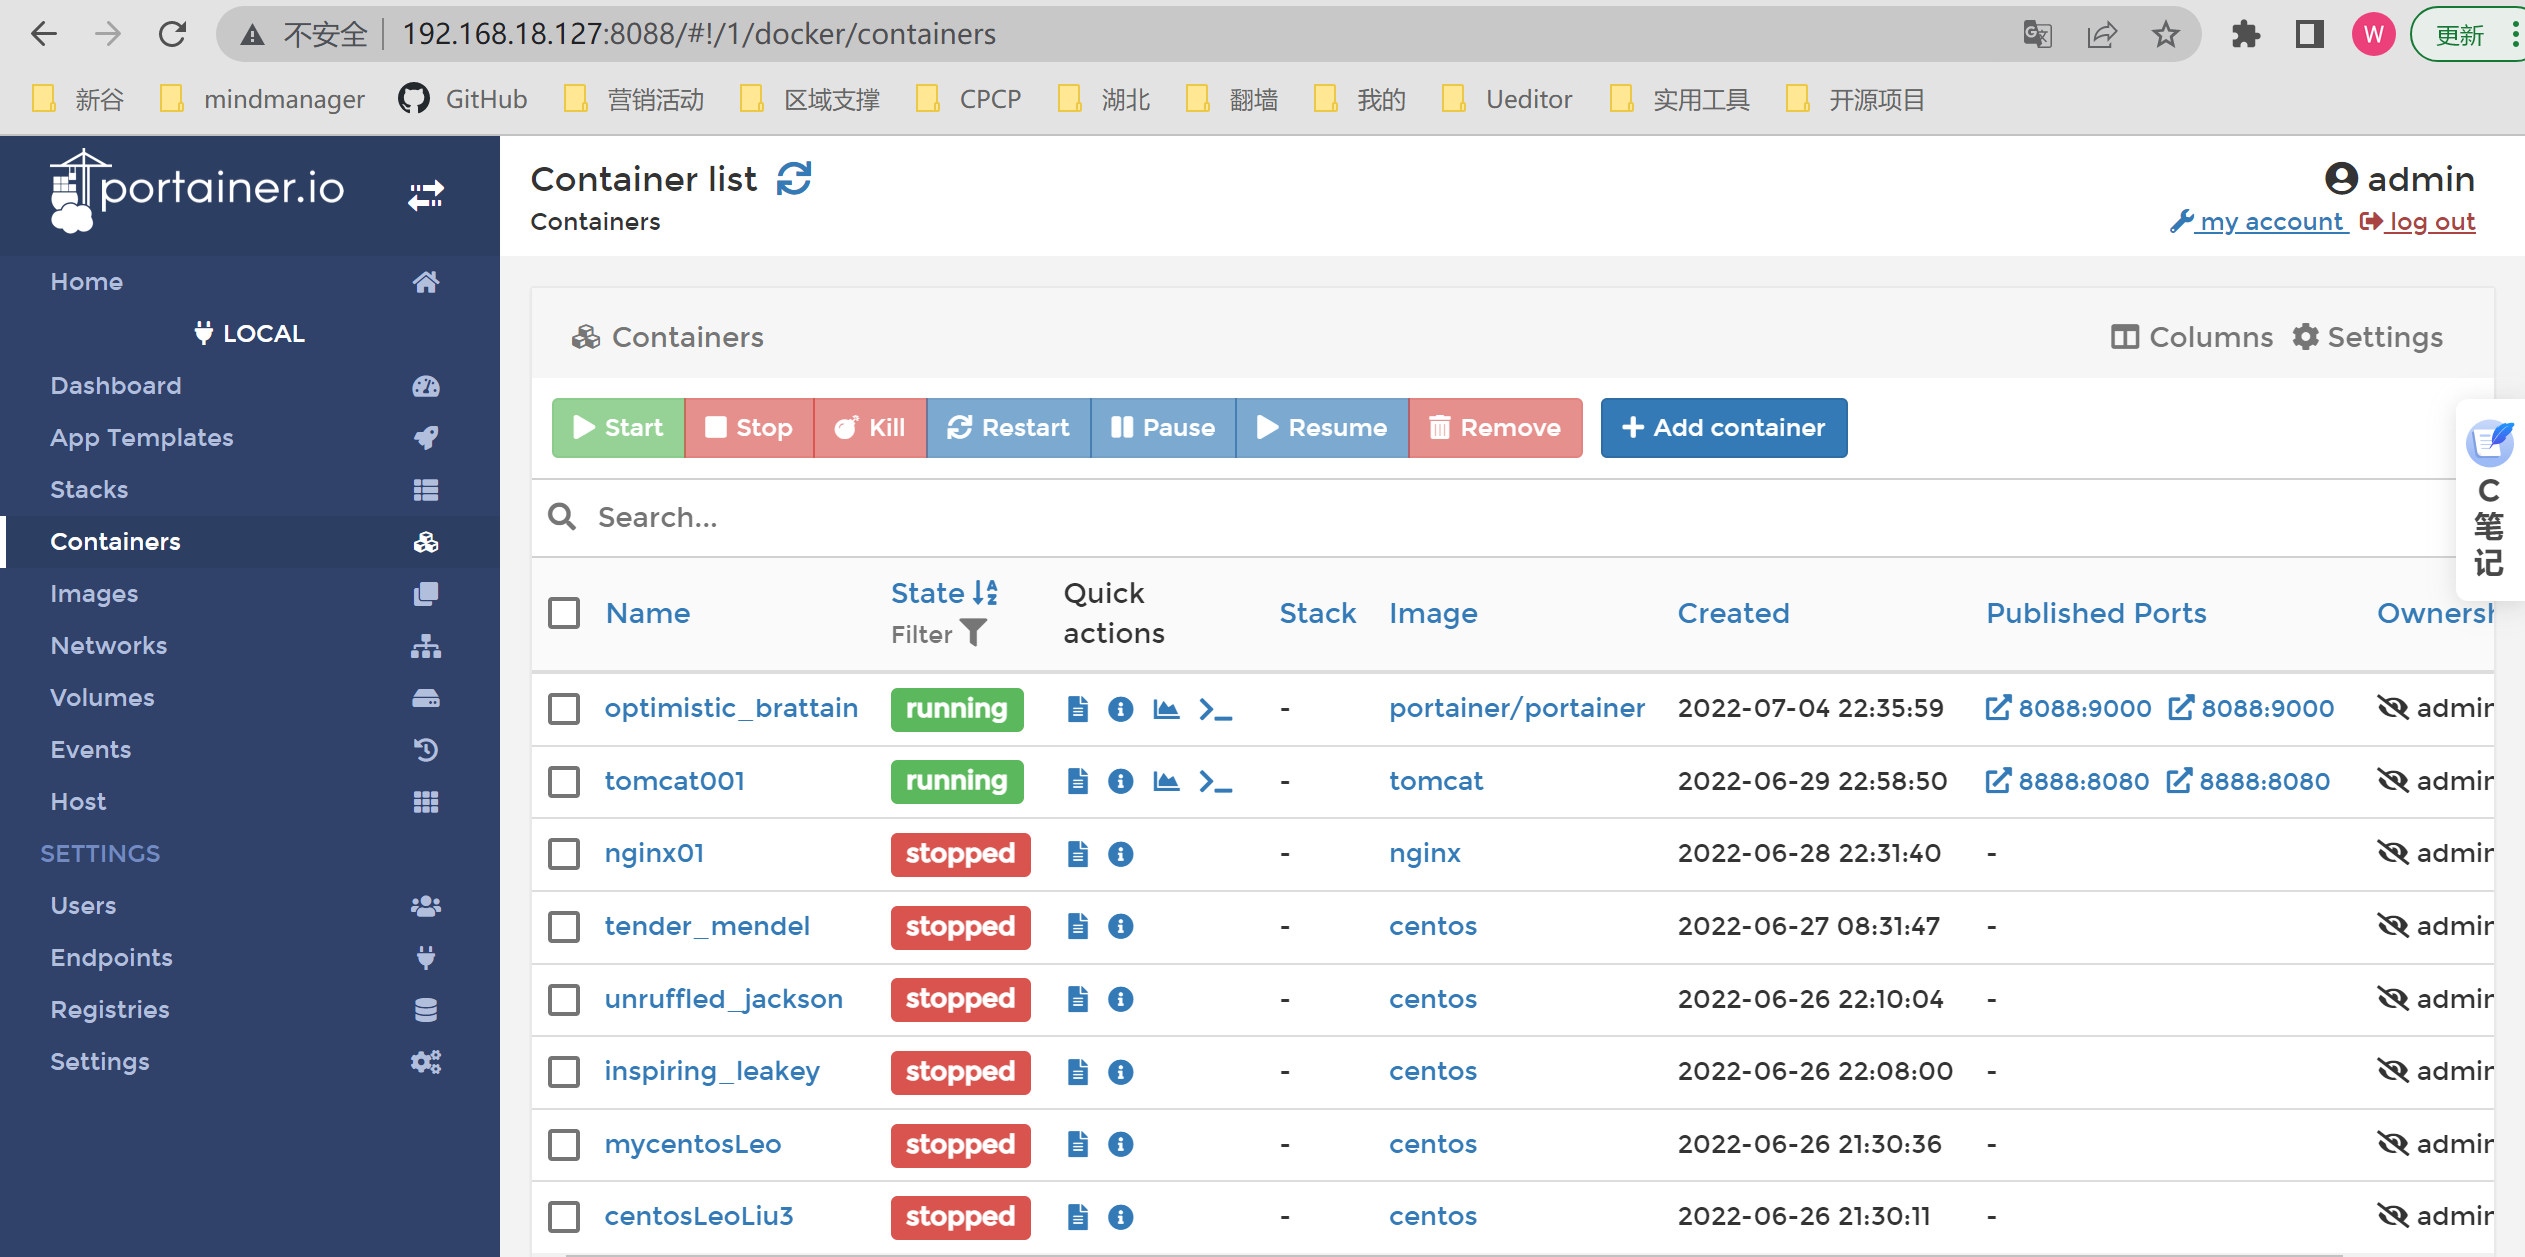 不安全 192.168.18.127:8088/#!/1/docker/containers W 更新
新谷 mindmanager GitHub 营销活动 区域支撑 CPCP 湖北 翻墙 我的 Ueditor 实用工具 开源项目
portainer.io
Home
LOCAL
Dashboard
App Templates
Stacks
Containers
Images
Networks
Volumes
Events
Host
SETTINGS
Users
Endpoints
Registries
Settings
Container list
Containers
admin
my account log out
Containers Columns Settings
Start Stop Kill Restart Pause Resume Remove Add container
Search...
C
笔
记
Name State Filter Quick actions Stack Image Created Published Ports Ownersh
optimistic_brattain running - portainer/portainer 2022-07-04 22:35:59 8088:9000 8088:9000 admin
tomcat001 running - tomcat 2022-06-29 22:58:50 8888:8080 8888:8080 admin
nginx01 stopped - nginx 2022-06-28 22:31:40 - admin
tender_mendel stopped - centos 2022-06-27 08:31:47 - admin
unruffled_jackson stopped - centos 2022-06-26 22:10:04 - admin
inspiring_leakey stopped - centos 2022-06-26 22:08:00 - admin
mycentosLeo stopped - centos 2022-06-26 21:30:36 - admin
centosLeoLiu3 stopped - centos 2022-06-26 21:30:11 - admin